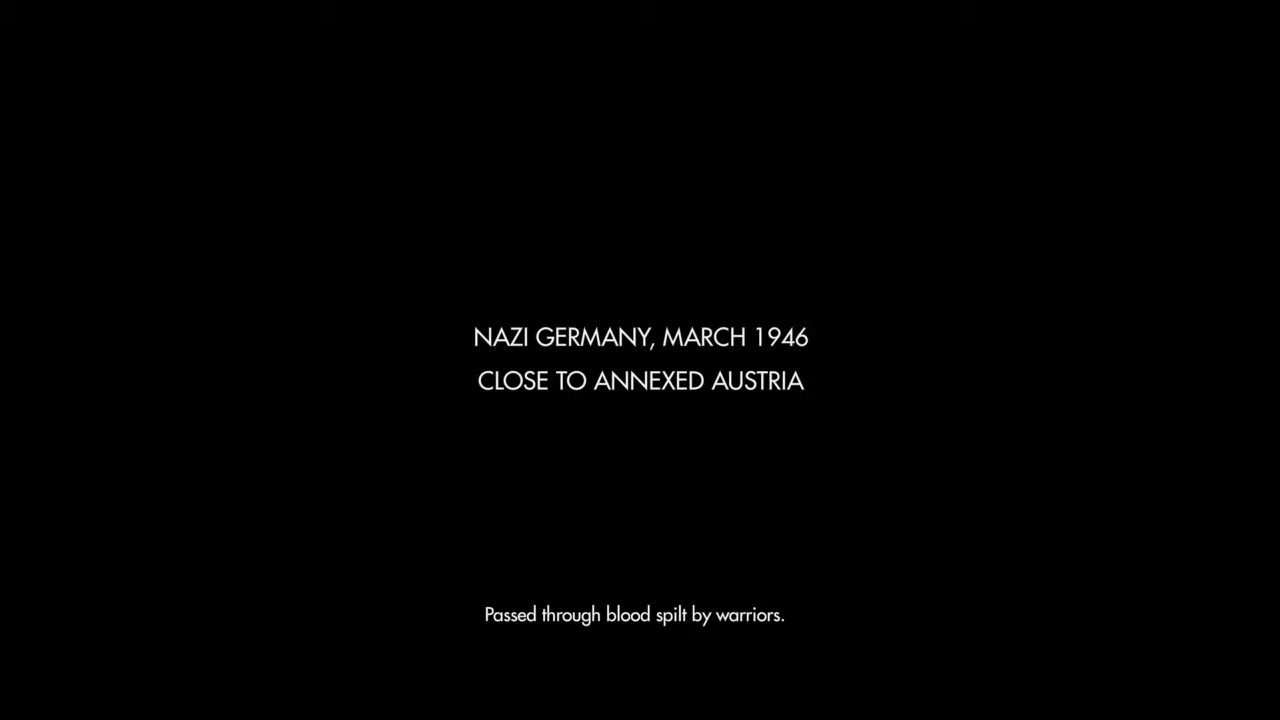 NAZI GERMANY, MARCH 1946
CLOSE TO ANNEXED AUSTRIA
Passed through blood spilt by warriors.